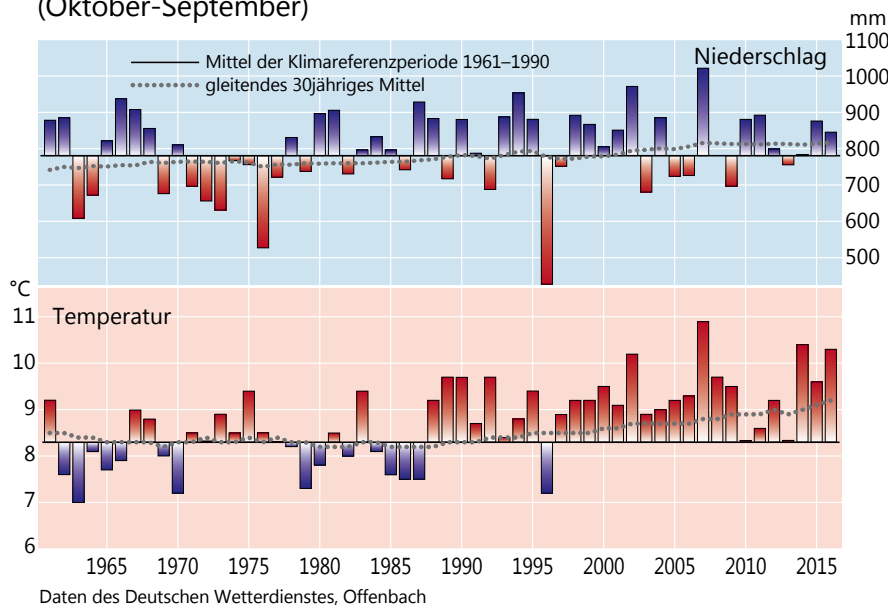 (Oktober-September)
mm
Mittel der Klimareferenzperiode 1961–1990
gleitendes 30jähriges Mittel
Niederschlag
1100
1000
900
800
700
600
500
°C
Temperatur
11
10
9
8
7
6
1965 1970 1975 1980 1985 1990 1995 2000 2005 2010 2015
Daten des Deutschen Wetterdienstes, Offenbach